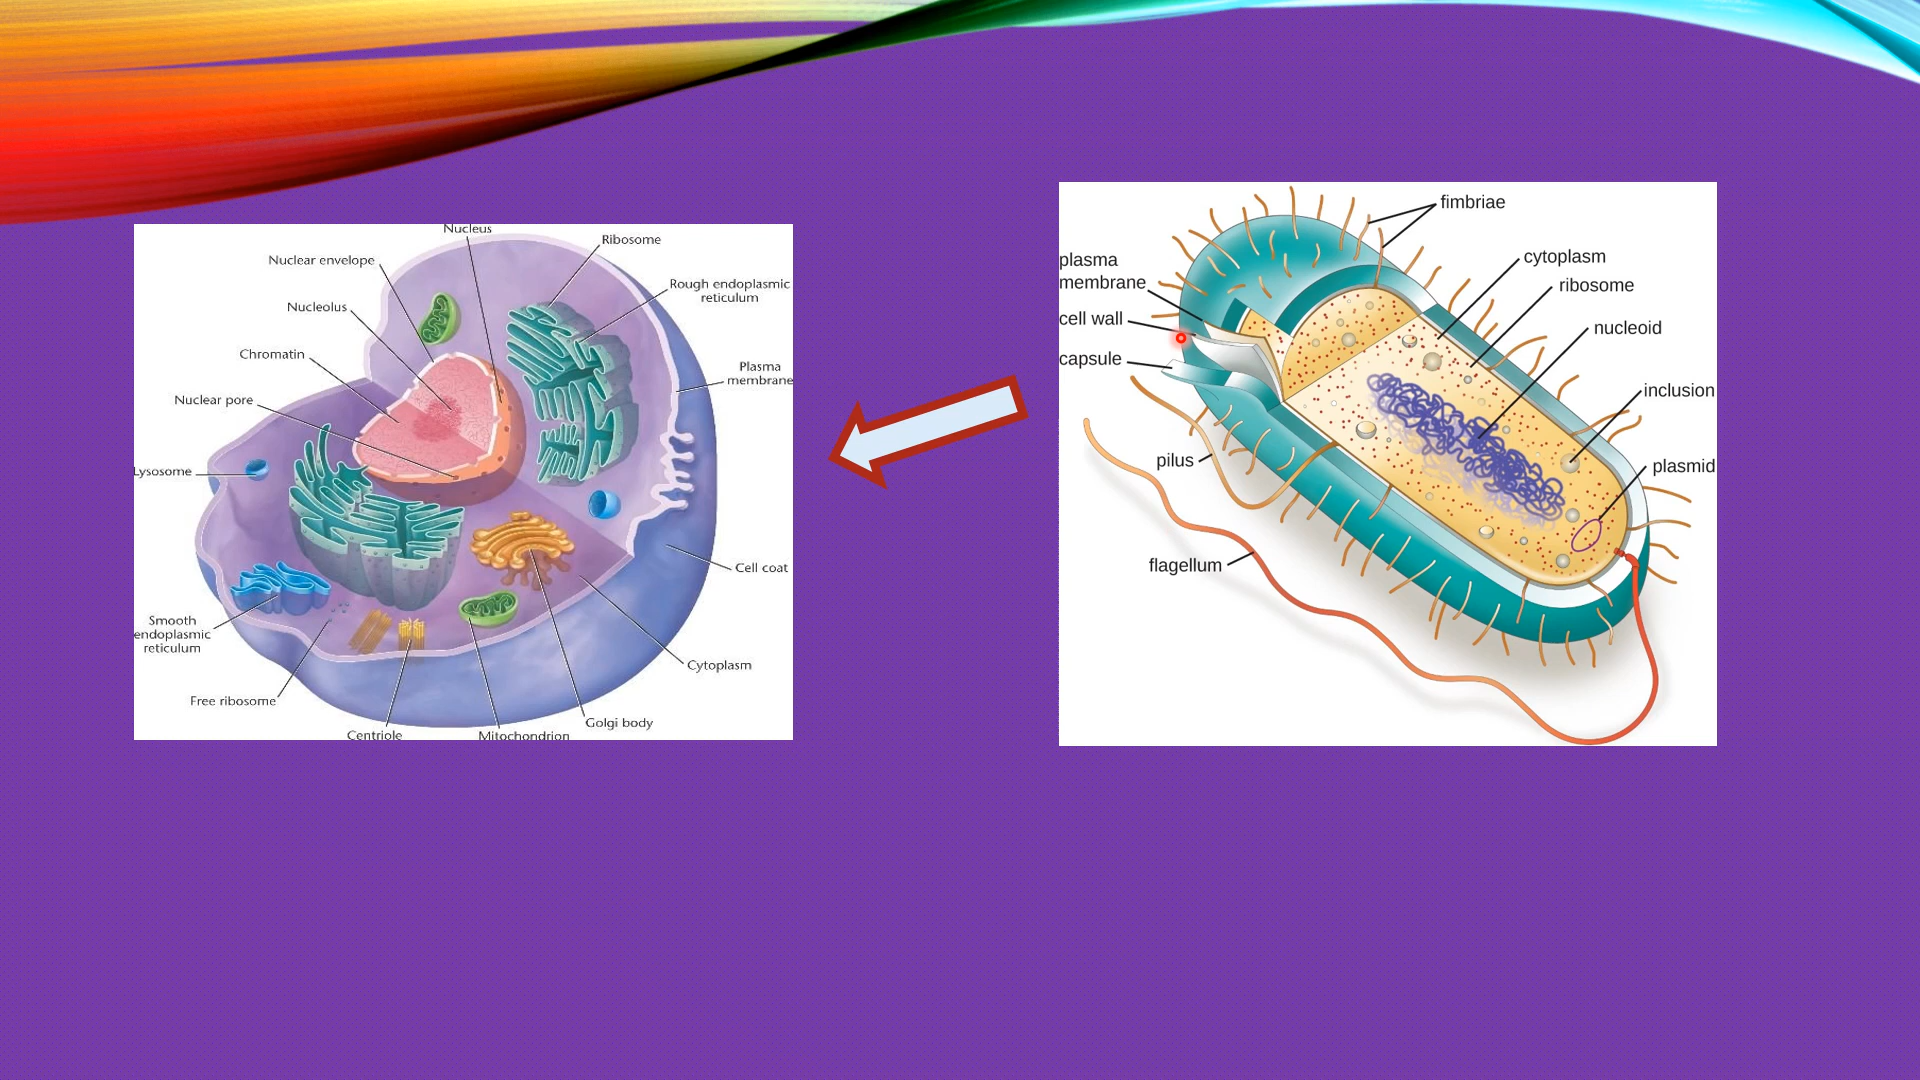 Nucleus
Ribosome
Nuclear envelope
Rough endoplasmic
reticulum
Nucleolus
Chromatin
Plasma
membrane
Nuclear pore
Lysosome
Cell coat
Smooth
endoplasmic
reticulum
Cytoplasm
Free ribosome
Golgi body
Centriole
Mitochondrion
fimbriae
plasma
membrane
cytoplasm
ribosome
cell wall
nucleoid
capsule
inclusion
pilus
plasmid
flagellum